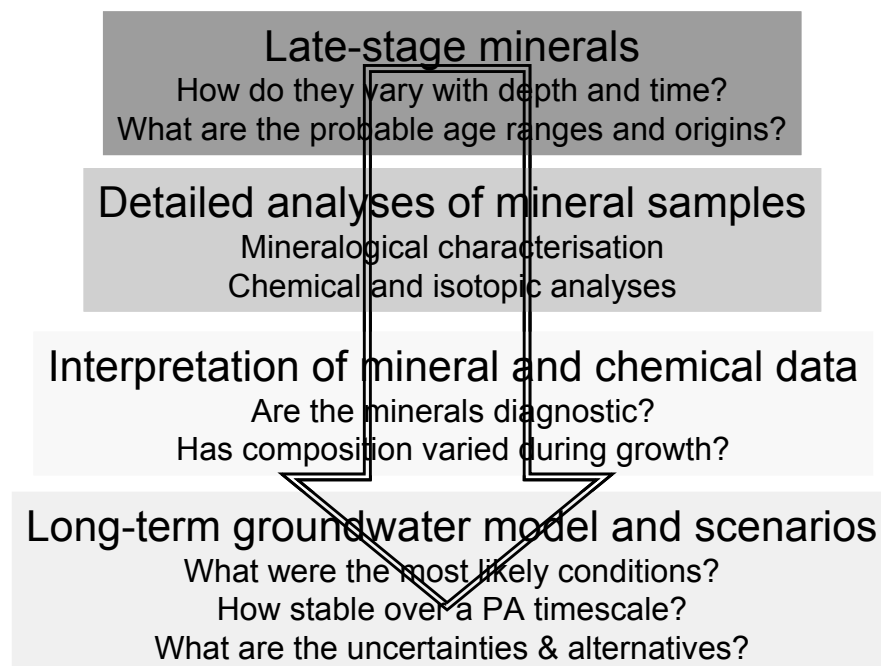 Late-stage minerals
How do they vary with depth and time?
What are the probable age ranges and origins?
Detailed analyses of mineral samples
Mineralogical characterisation
Chemical and isotopic analyses
Interpretation of mineral and chemical data
Are the minerals diagnostic?
Has composition varied during growth?
Long-term groundwater model and scenarios
What were the most likely conditions?
How stable over a PA timescale?
What are the uncertainties & alternatives?